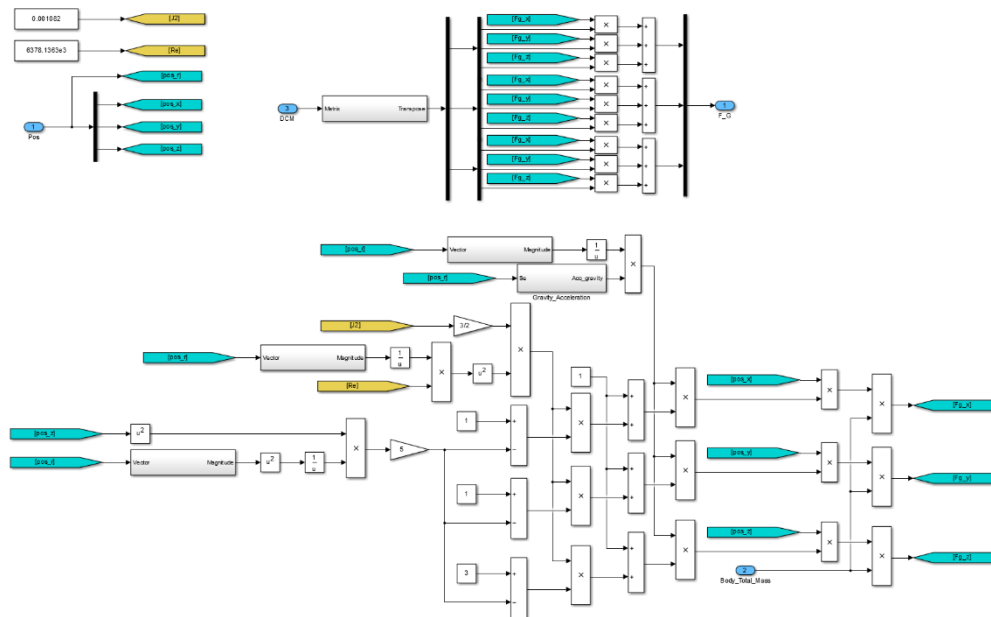 0.001082
[J2]
6378.1363e3
[Re]
[pos_r]
[pos_x]
[pos_y]
[pos_z]
1
Pos
3
DCM
Matrix
Transpose
[Fg_x]
[Fg_y]
[Fg_z]
[Fg_x]
[Fg_y]
[Fg_z]
[Fg_x]
[Fg_y]
[Fg_z]
×
×
×
×
×
×
×
×
×
+
+
+
+
+
+
+
+
+
1
F_G
[pos_r]
Vector
Magnitude
1
u
×
[pos_r]
Acc_gravity
Gravity_Acceleration
[J2]
3/2
×
[pos_r]
Vector
Magnitude
1
u
×
u²
[Re]
1
[pos_x]
×
×
[Fg_x]
+
+
×
[pos_z]
u²
×
5
1
+
−
×
[pos_r]
Vector
Magnitude
u²
1
u
[pos_y]
×
×
[Fg_y]
1
+
−
×
+
+
×
[pos_z]
×
×
[Fg_z]
3
+
−
×
+
+
×
2
Body_Total_Mass